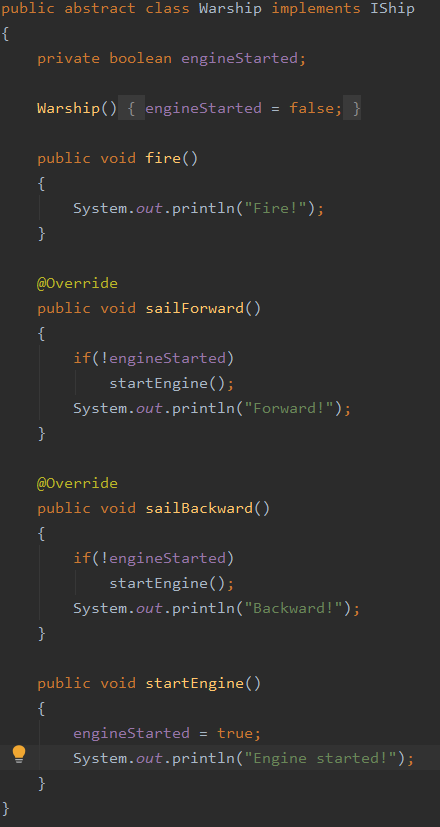 public abstract class Warship implements IShip
{
    private boolean engineStarted;

    Warship() { engineStarted = false; }

    public void fire()
    {
        System.out.println("Fire!");
    }

    @Override
    public void sailForward()
    {
        if(!engineStarted)
            startEngine();
        System.out.println("Forward!");
    }

    @Override
    public void sailBackward()
    {
        if(!engineStarted)
            startEngine();
        System.out.println("Backward!");
    }

    public void startEngine()
    {
        engineStarted = true;
        System.out.println("Engine started!");
    }
}